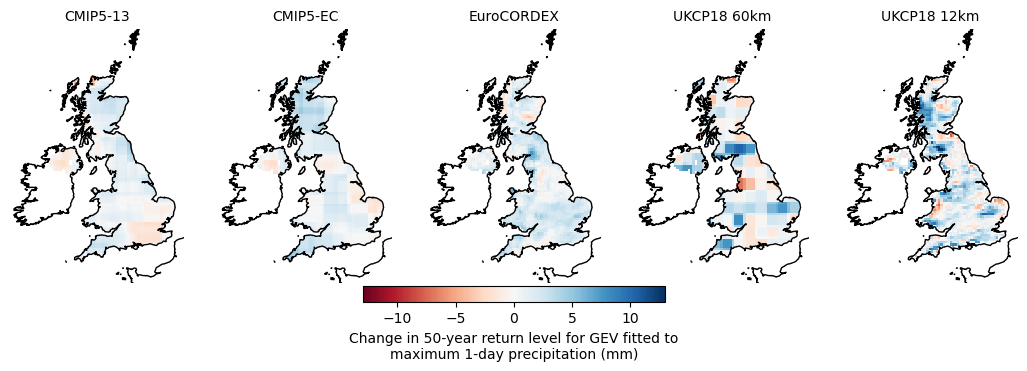 CMIP5-13
CMIP5-EC
EuroCORDEX
UKCP18 60km
UKCP18 12km
−10
−5
0
5
10
Change in 50-year return level for GEV fitted to
maximum 1-day precipitation (mm)